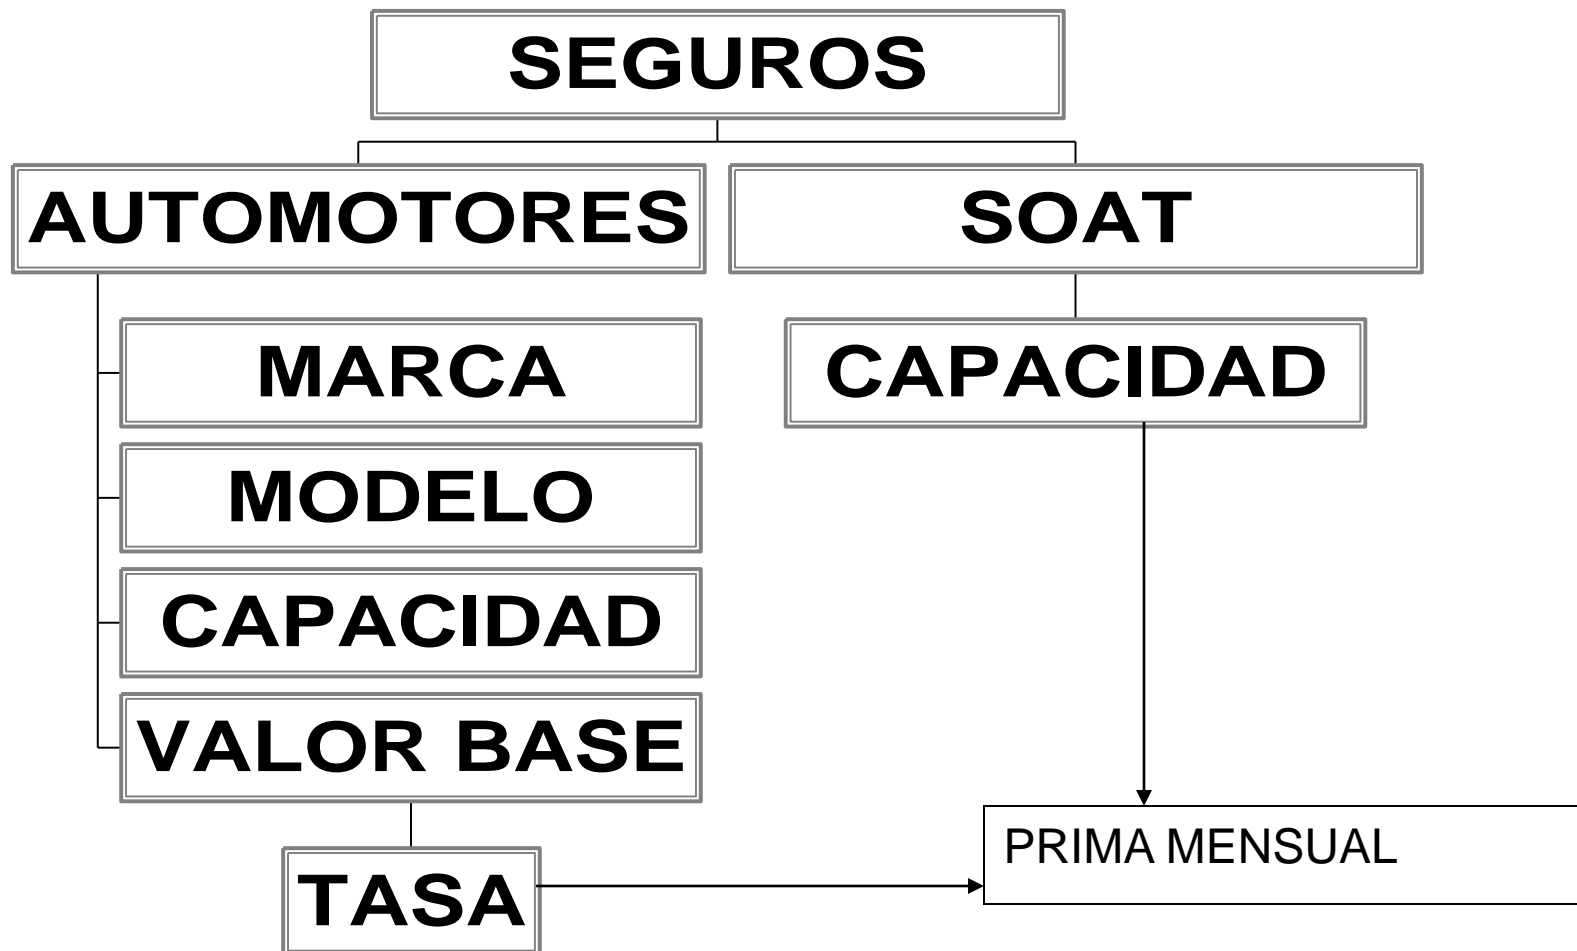 SEGUROS
AUTOMOTORES
SOAT
MARCA
CAPACIDAD
MODELO
CAPACIDAD
VALOR BASE
PRIMA MENSUAL
TASA